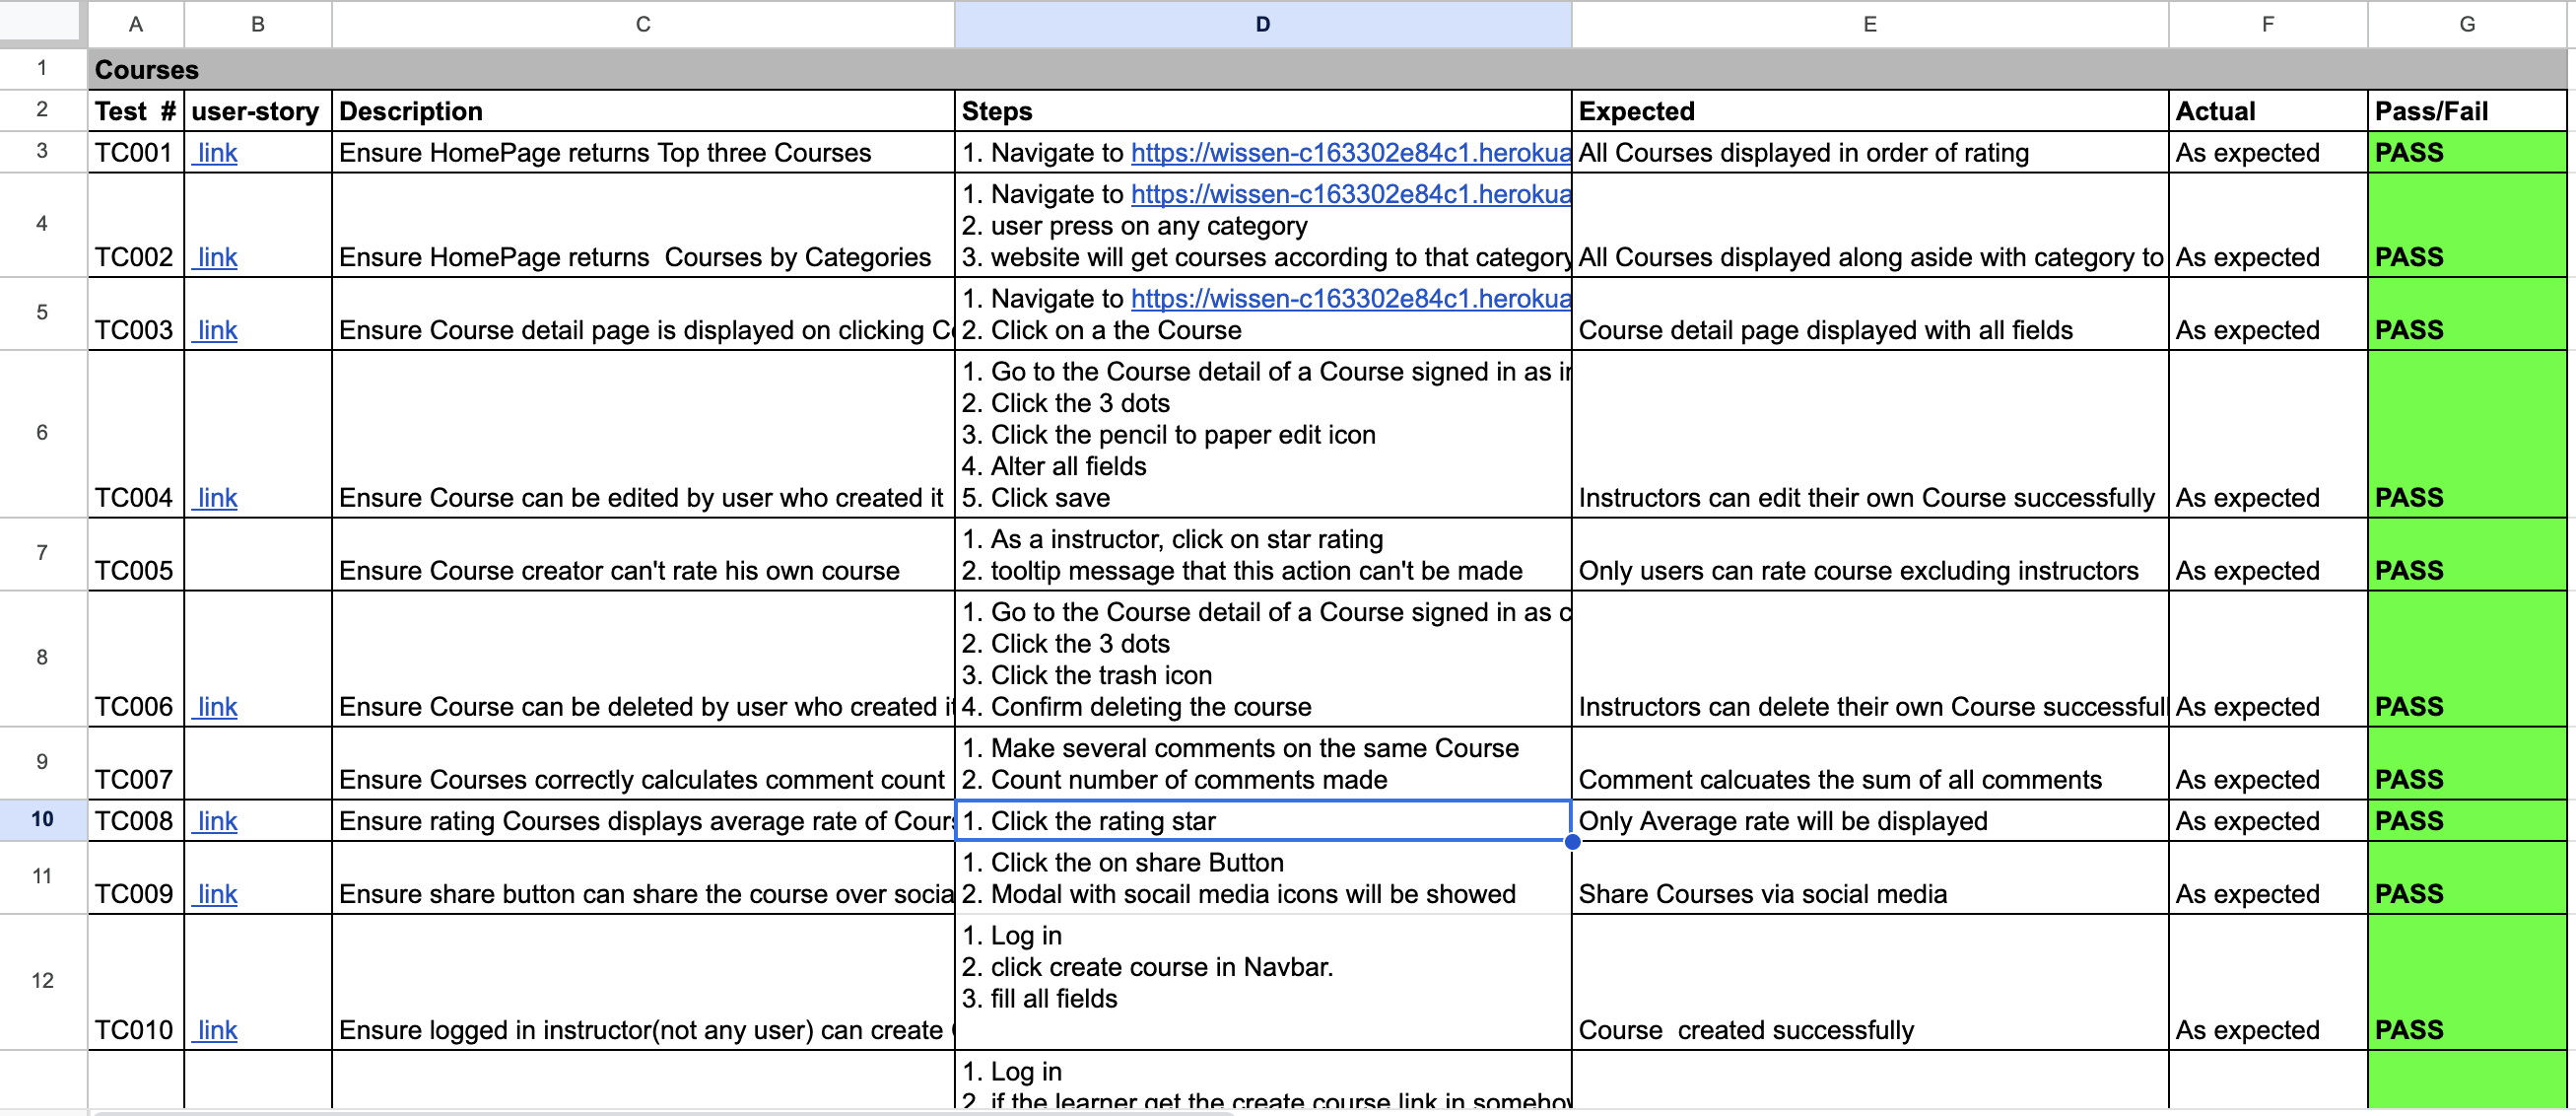 A B C D E F G
1 Courses
2 Test # user-story Description Steps Expected Actual Pass/Fail
3 TC001 link Ensure HomePage returns Top three Courses 1. Navigate to https://wissen-c163302e84c1.herokua All Courses displayed in order of rating As expected PASS
1. Navigate to https://wissen-c163302e84c1.herokua
4 2. user press on any category
TC002 link Ensure HomePage returns Courses by Categories 3. website will get courses according to that category All Courses displayed along aside with category to As expected PASS
5 1. Navigate to https://wissen-c163302e84c1.herokua
TC003 link Ensure Course detail page is displayed on clicking Co 2. Click on a the Course Course detail page displayed with all fields As expected PASS
1. Go to the Course detail of a Course signed in as in
2. Click the 3 dots
6 3. Click the pencil to paper edit icon
4. Alter all fields
TC004 link Ensure Course can be edited by user who created it 5. Click save Instructors can edit their own Course successfully As expected PASS
7 1. As a instructor, click on star rating
TC005 Ensure Course creator can't rate his own course 2. tooltip message that this action can't be made Only users can rate course excluding instructors As expected PASS
1. Go to the Course detail of a Course signed in as c
8 2. Click the 3 dots
3. Click the trash icon
TC006 link Ensure Course can be deleted by user who created it 4. Confirm deleting the course Instructors can delete their own Course successfull As expected PASS
9 1. Make several comments on the same Course
TC007 Ensure Courses correctly calculates comment count 2. Count number of comments made Comment calcuates the sum of all comments As expected PASS
10 TC008 link Ensure rating Courses displays average rate of Cours 1. Click the rating star Only Average rate will be displayed As expected PASS
11 1. Click the on share Button
TC009 link Ensure share button can share the course over socia 2. Modal with socail media icons will be showed Share Courses via social media As expected PASS
1. Log in
12 2. click create course in Navbar.
3. fill all fields
TC010 link Ensure logged in instructor(not any user) can create Course created successfully As expected PASS
1. Log in
2. if the learner get the create course link in somehow